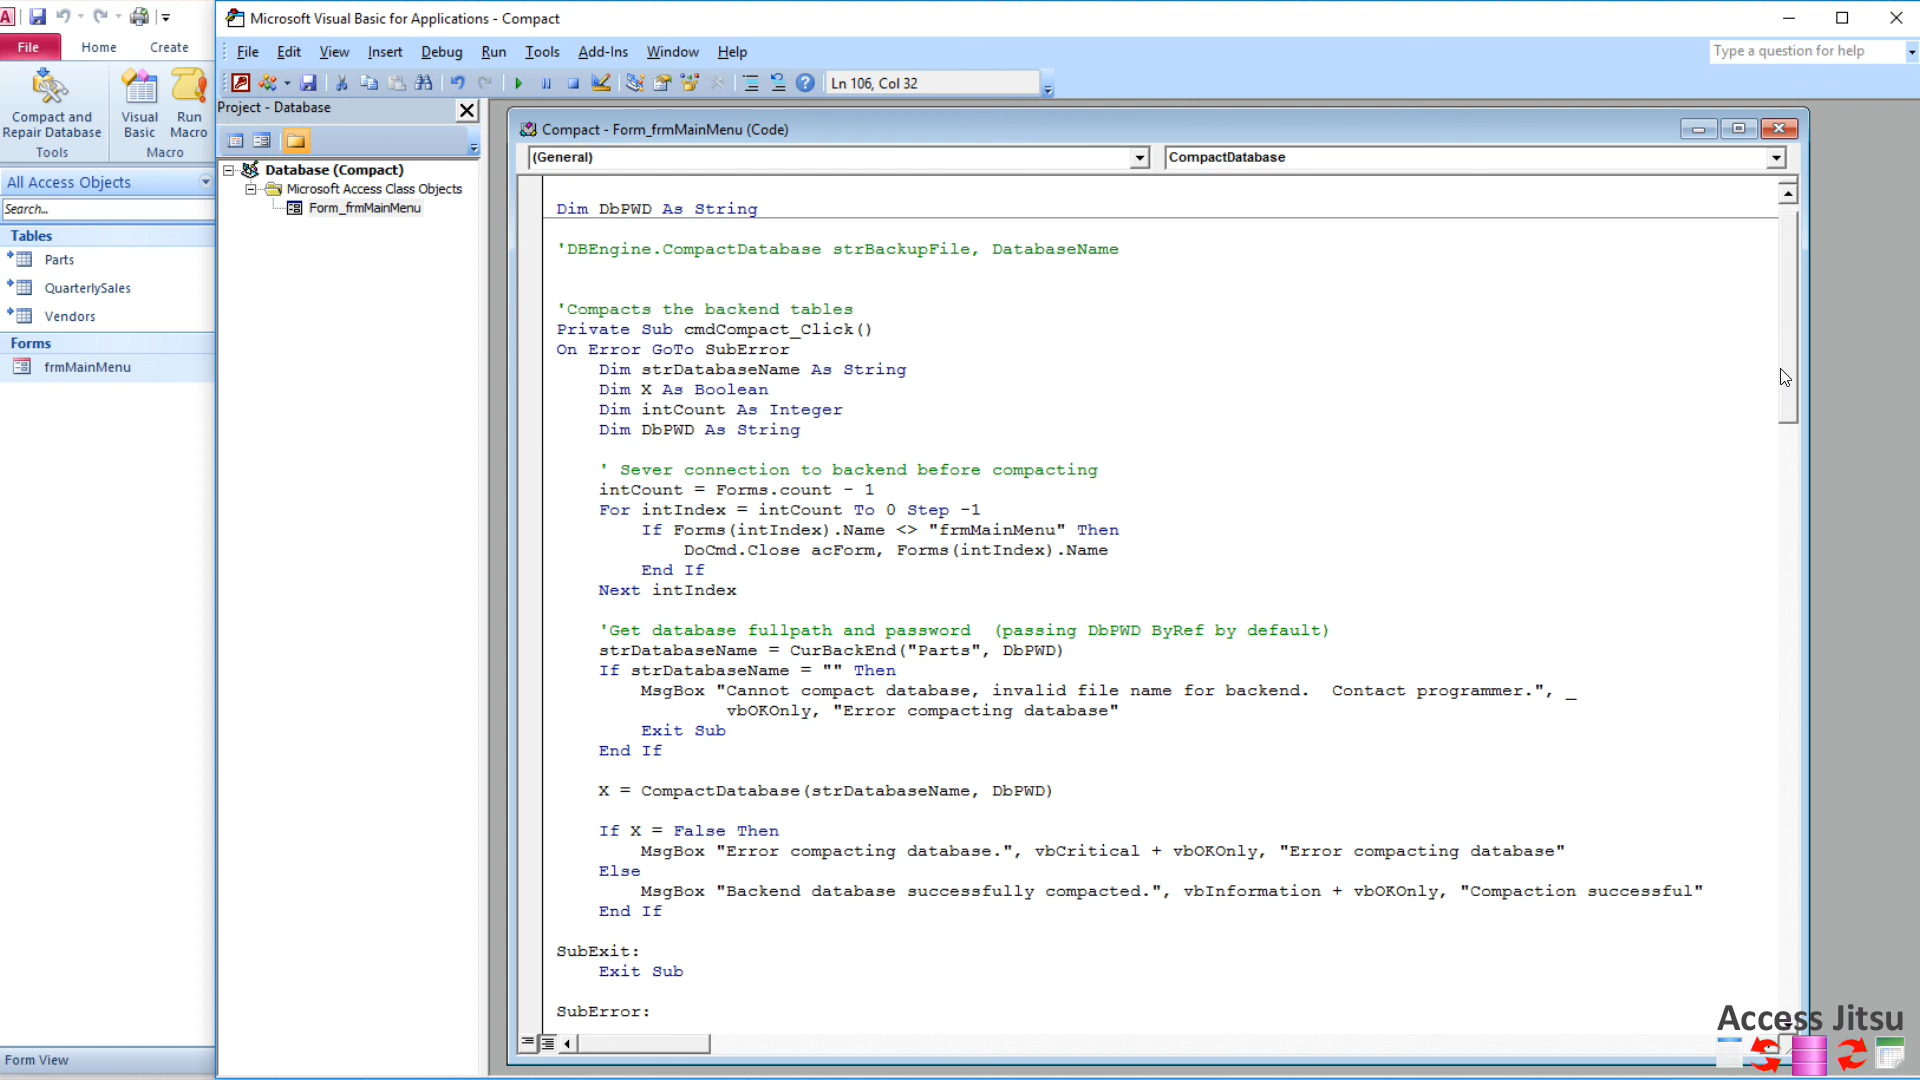 Microsoft Visual Basic for Applications - Compact
File Home Create
File Edit View Insert Debug Run Tools Add-Ins Window Help
Type a question for help
Compact and Repair Database
Visual Basic
Run Macro
Tools
Macro
Ln 106, Col 32
Project - Database
Compact - Form_frmMainMenu (Code)
(General)
CompactDatabase
Database (Compact)
Microsoft Access Class Objects
Form_frmMainMenu
All Access Objects
Search...
Tables
Parts
QuarterlySales
Vendors
Forms
frmMainMenu
Dim DbPWD As String
'DBEngine.CompactDatabase strBackupFile, DatabaseName
'Compacts the backend tables
Private Sub cmdCompact_Click()
On Error GoTo SubError
Dim strDatabaseName As String
Dim X As Boolean
Dim intCount As Integer
Dim DbPWD As String
' Sever connection to backend before compacting
intCount = Forms.count - 1
For intIndex = intCount To 0 Step -1
If Forms(intIndex).Name <> "frmMainMenu" Then
DoCmd.Close acForm, Forms(intIndex).Name
End If
Next intIndex
'Get database fullpath and password  (passing DbPWD ByRef by default)
strDatabaseName = CurBackEnd("Parts", DbPWD)
If strDatabaseName = "" Then
MsgBox "Cannot compact database, invalid file name for backend.  Contact programmer.", _
vbOKOnly, "Error compacting database"
Exit Sub
End If
X = CompactDatabase(strDatabaseName, DbPWD)
If X = False Then
MsgBox "Error compacting database.", vbCritical + vbOKOnly, "Error compacting database"
Else
MsgBox "Backend database successfully compacted.", vbInformation + vbOKOnly, "Compaction successful"
End If
SubExit:
Exit Sub
SubError:
Access Jitsu
Form View